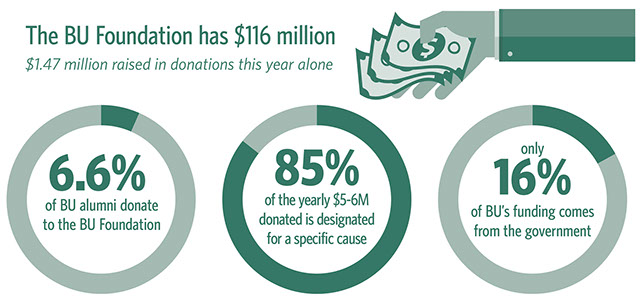 The BU Foundation has $116 million
$1.47 million raised in donations this year alone
$
6.6%
of BU alumni donate
to the BU Foundation
85%
of the yearly $5-6M
donated is designated
for a specific cause
only
16%
of BU's funding comes
from the government